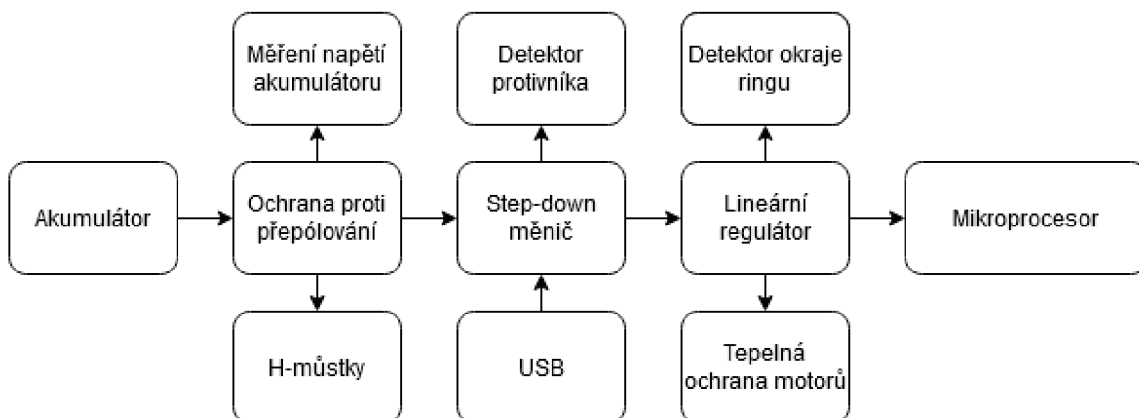 Měření napětí
akumulátoru
Detektor
protivníka
Detektor okraje
ringu
Akumulátor
Ochrana proti
přepólování
Step-down
měnič
Lineární
regulátor
Mikroprocesor
H-můstky
USB
Tepelná
ochrana motorů